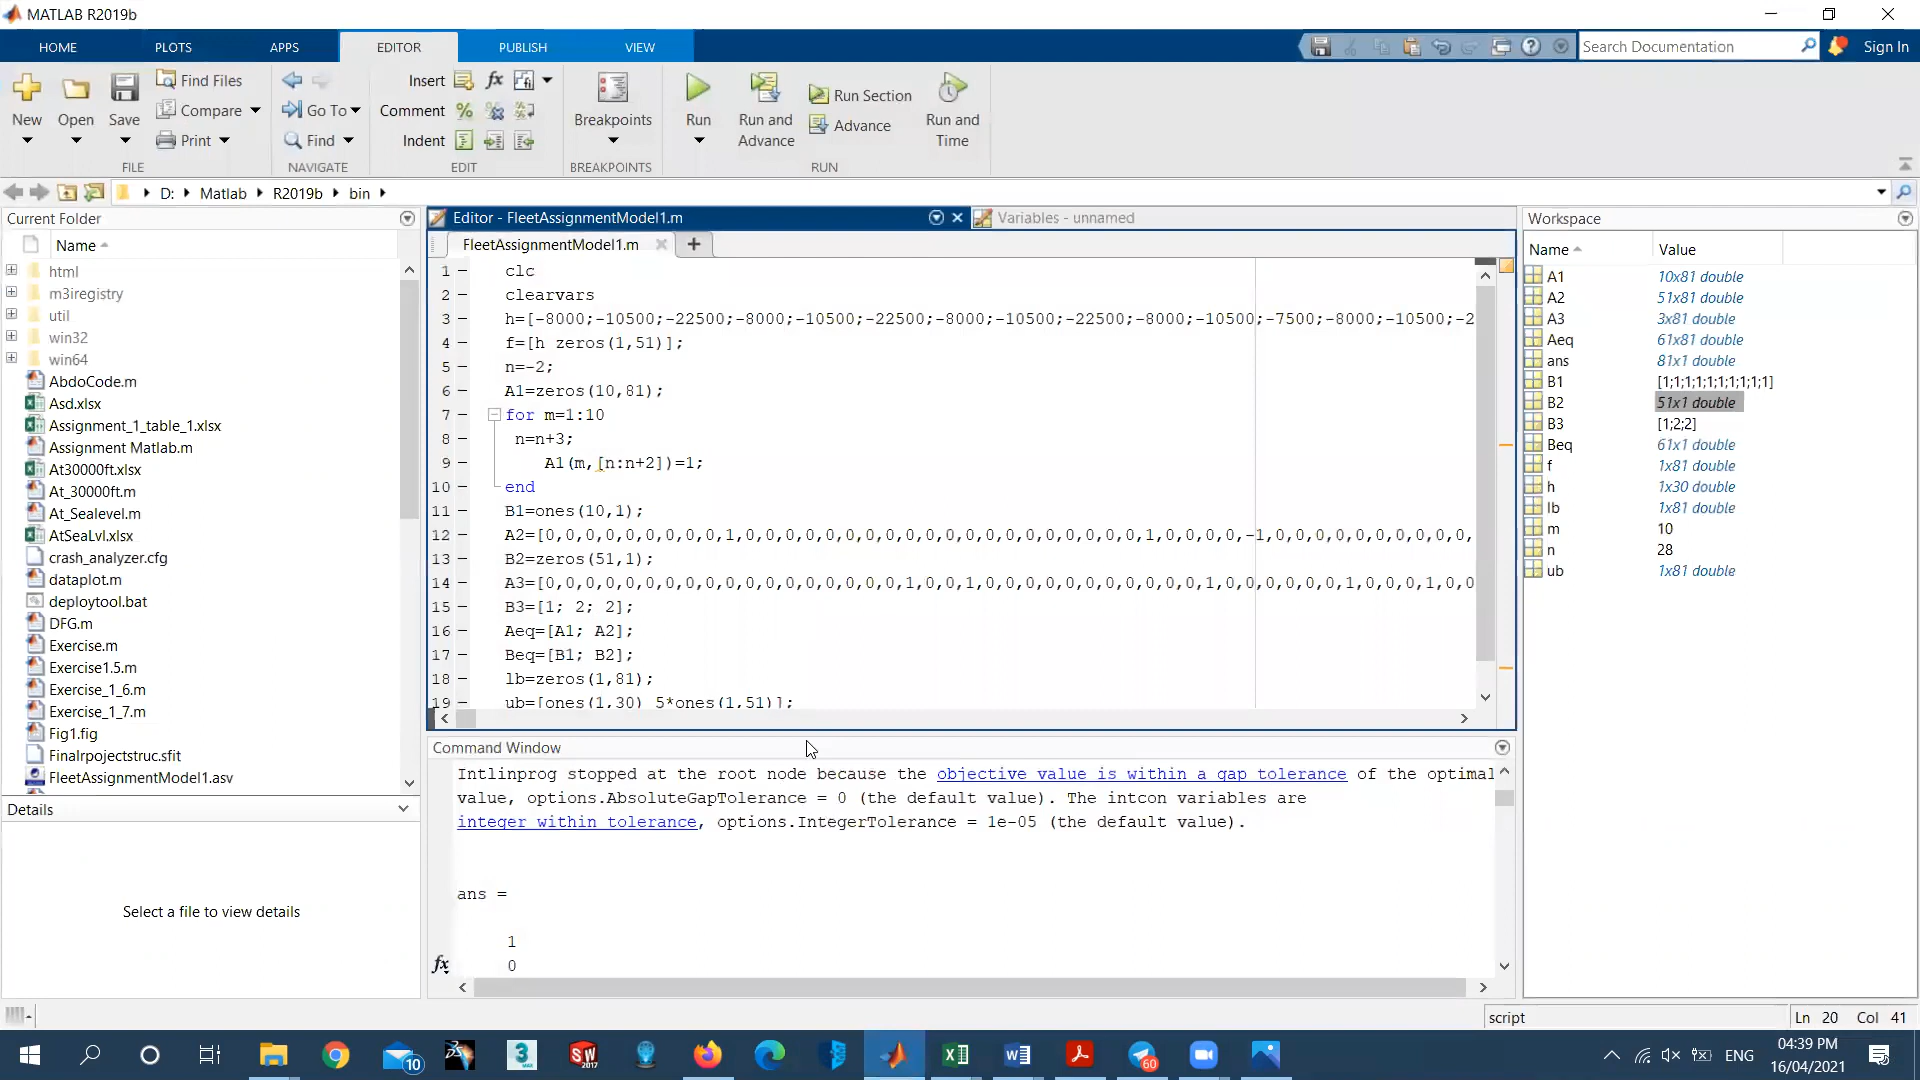 MATLAB R2019b
HOME PLOTS APPS EDITOR PUBLISH VIEW
Search Documentation
Sign In
New Open Save
Find Files
Compare
Print
FILE
Go To
Find
NAVIGATE
Insert
Comment
Indent
EDIT
Breakpoints
BREAKPOINTS
Run
Run and Advance
Run Section
Advance
Run and Time
RUN
D: Matlab R2019b bin
Current Folder
Name
html
m3iregistry
util
win32
win64
AbdoCode.m
Asd.xlsx
Assignment_1_table_1.xlsx
Assignment Matlab.m
At30000ft.xlsx
At_30000ft.m
At_Sealevel.m
AtSeaLvl.xlsx
crash_analyzer.cfg
dataplot.m
deploytool.bat
DFG.m
Exercise.m
Exercise1.5.m
Exercise_1_6.m
Exercise_1_7.m
Fig1.fig
Finalrpojectstruc.sfit
FleetAssignmentModel1.asv
Details
Select a file to view details
Editor - FleetAssignmentModel1.m
Variables - unnamed
FleetAssignmentModel1.m
1 clc
2 clearvars
3 h=[-8000;-10500;-22500;-8000;-10500;-22500;-8000;-10500;-22500;-8000;-10500;-7500;-8000;-10500;-2
4 f=[h zeros(1,51)];
5 n=-2;
6 A1=zeros(10,81);
7 for m=1:10
8 n=n+3;
9 A1(m,[n:n+2])=1;
10 end
11 B1=ones(10,1);
12 A2=[0,0,0,0,0,0,0,0,0,1,0,0,0,0,0,0,0,0,0,0,0,0,0,0,0,0,0,0,0,0,1,0,0,0,0,-1,0,0,0,0,0,0,0,0,0,0,
13 B2=zeros(51,1);
14 A3=[0,0,0,0,0,0,0,0,0,0,0,0,0,0,0,0,0,0,1,0,0,1,0,0,0,0,0,0,0,0,0,0,0,1,0,0,0,0,0,0,1,0,0,0,1,0,0
15 B3=[1; 2; 2];
16 Aeq=[A1; A2];
17 Beq=[B1; B2];
18 lb=zeros(1,81);
19 ub=[ones(1,30) 5*ones(1,51)];
Command Window
Intlinprog stopped at the root node because the objective value is within a gap tolerance of the optimal
value, options.AbsoluteGapTolerance = 0 (the default value). The intcon variables are
integer within tolerance, options.IntegerTolerance = 1e-05 (the default value).
ans =
1
0
fx
Workspace
Name Value
A1 10x81 double
A2 51x81 double
A3 3x81 double
Aeq 61x81 double
ans 81x1 double
B1 [1;1;1;1;1;1;1;1;1;1]
B2 51x1 double
B3 [1;2;2]
Beq 61x1 double
f 1x81 double
h 1x30 double
lb 1x81 double
m 10
n 28
ub 1x81 double
script
Ln 20 Col 41
10
3
SW
2017
60
ENG
04:39 PM
16/04/2021